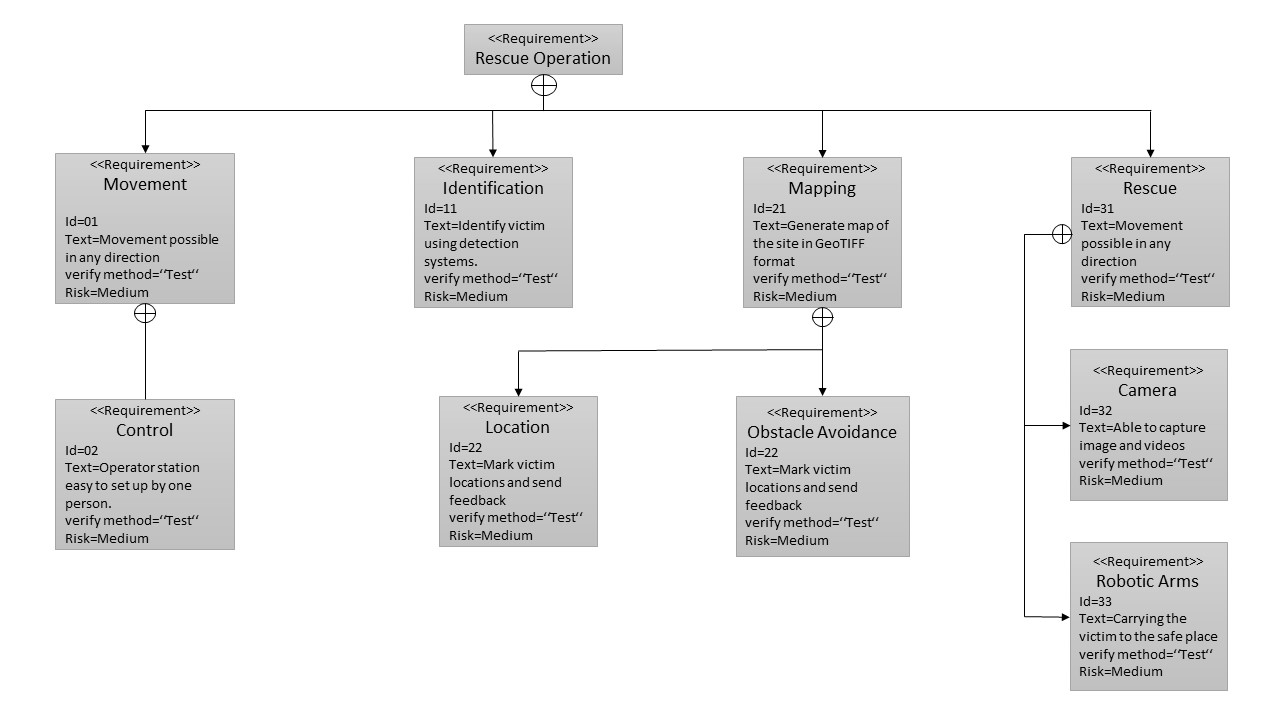 <<Requirement>>
Rescue Operation
<<Requirement>>
Movement
Id=01
Text=Movement possible
in any direction
verify method=“Test“
Risk=Medium
<<Requirement>>
Identification
Id=11
Text=Identify victim
using detection
systems.
verify method=“Test“
Risk=Medium
<<Requirement>>
Mapping
Id=21
Text=Generate map of
the site in GeoTIFF
format
verify method=“Test“
Risk=Medium
<<Requirement>>
Rescue
Id=31
Text=Movement
possible in any
direction
verify method=“Test“
Risk=Medium
<<Requirement>>
Control
Id=02
Text=Operator station
easy to set up by one
person.
verify method=“Test“
Risk=Medium
<<Requirement>>
Location
Id=22
Text=Mark victim
locations and send
feedback
verify method=“Test“
Risk=Medium
<<Requirement>>
Obstacle Avoidance
Id=22
Text=Mark victim
locations and send
feedback
verify method=“Test“
Risk=Medium
<<Requirement>>
Camera
Id=32
Text=Able to capture
image and videos
verify method=“Test“
Risk=Medium
<<Requirement>>
Robotic Arms
Id=33
Text=Carrying the
victim to the safe place
verify method=“Test“
Risk=Medium